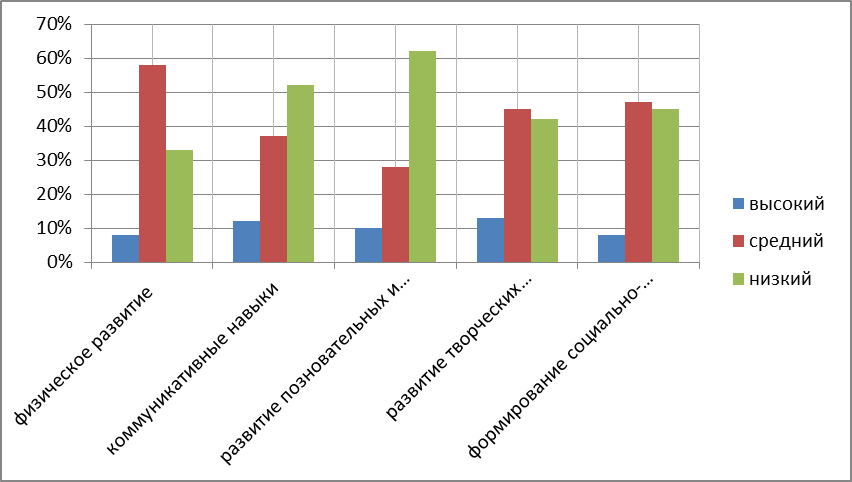 70%
60%
50%
40%
30%
20%
10%
0%
физическое развитие
коммуникативные навыки
развитие позновательных и...
развитие творческих...
формирование социально-...
высокий
средний
низкий